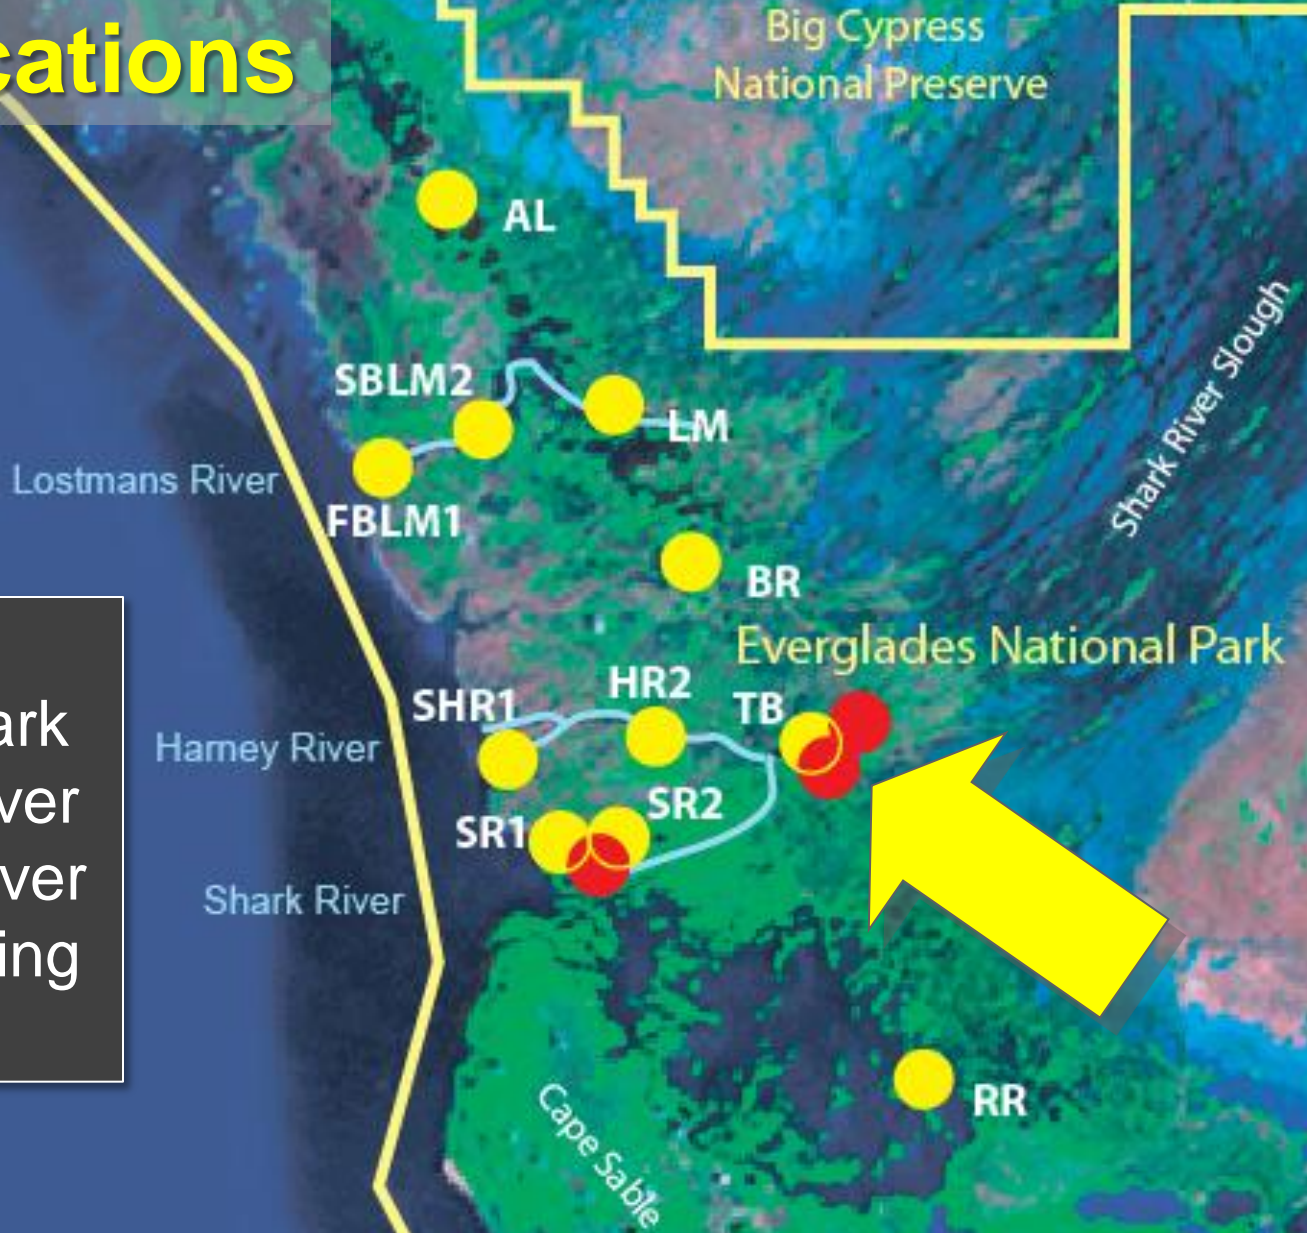 cations
Big Cypress
National Preserve
AL
SBLM2
LM
Lostmans River
FBLM1
Shark River Slough
BR
Everglades National Park
HR2
SHR1
TB
ark
Harney River
ver
SR2
SR1
ver
Shark River
ing
RR
Cape Sable